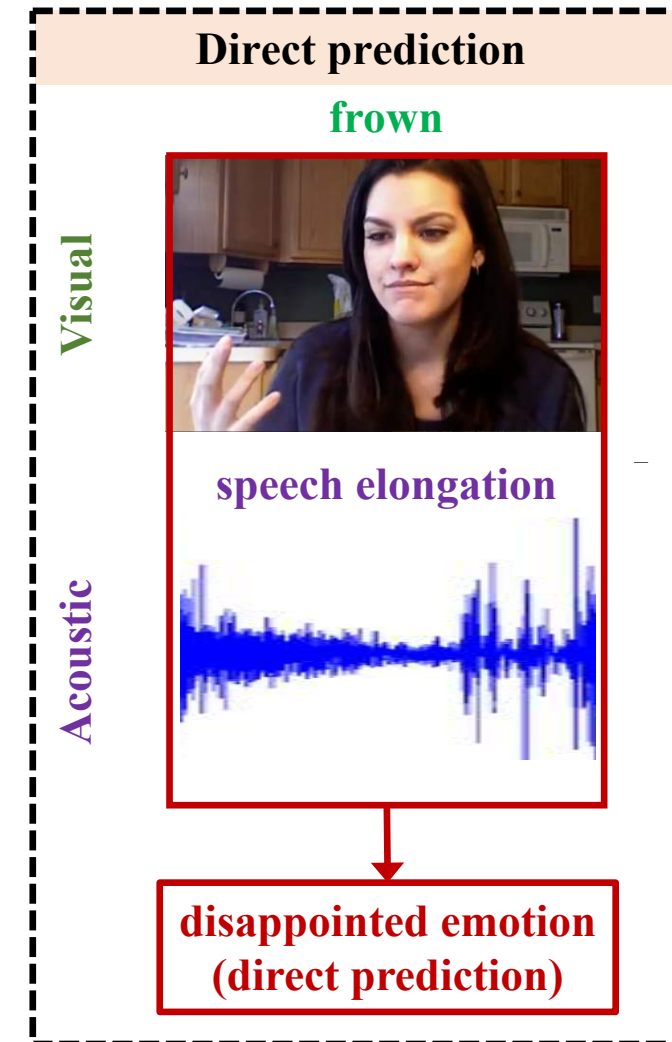 Direct prediction
frown
Visual
speech elongation
Acoustic
disappointed emotion
(direct prediction)